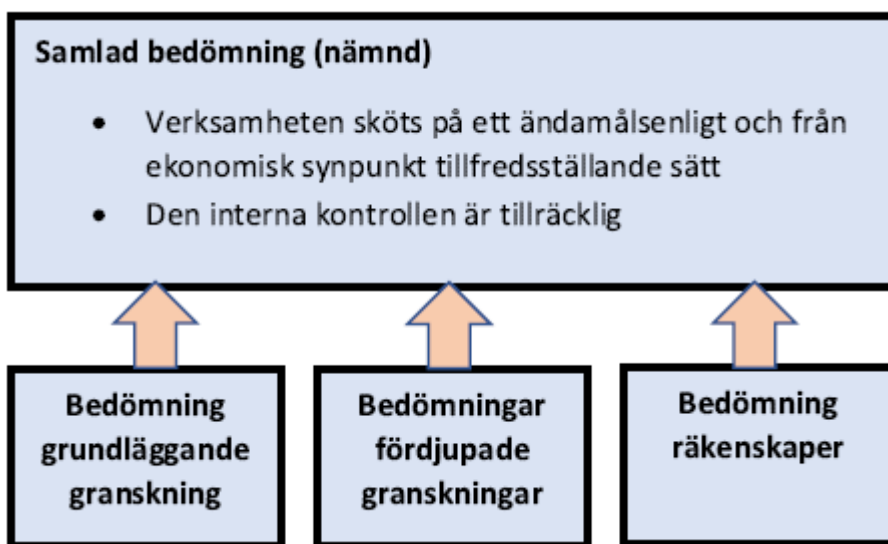 Samlad bedömning (nämnd)
• Verksamheten sköts på ett ändamålsenligt och från
ekonomisk synpunkt tillfredsställande sätt
• Den interna kontrollen är tillräcklig
Bedömning
grundläggande
granskning
Bedömningar
fördjupade
granskningar
Bedömning
räkenskaper